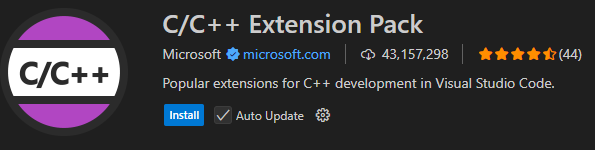 C/C++
C/C++ Extension Pack
Microsoft microsoft.com 43,157,298 (44)
Popular extensions for C++ development in Visual Studio Code.
Install Auto Update